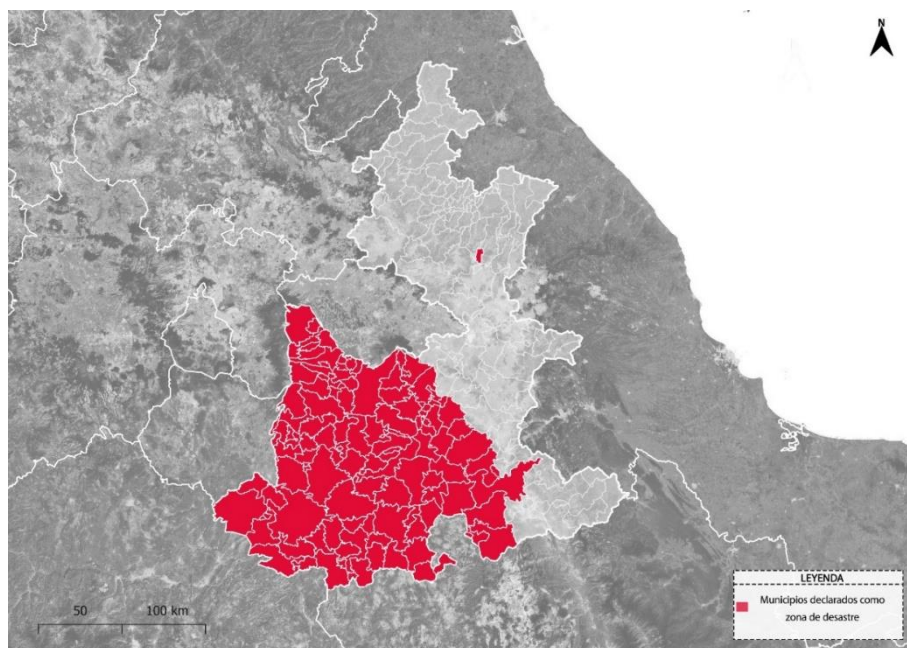 N
LEYENDA
Municipios declarados como
zona de desastre
50 100 km